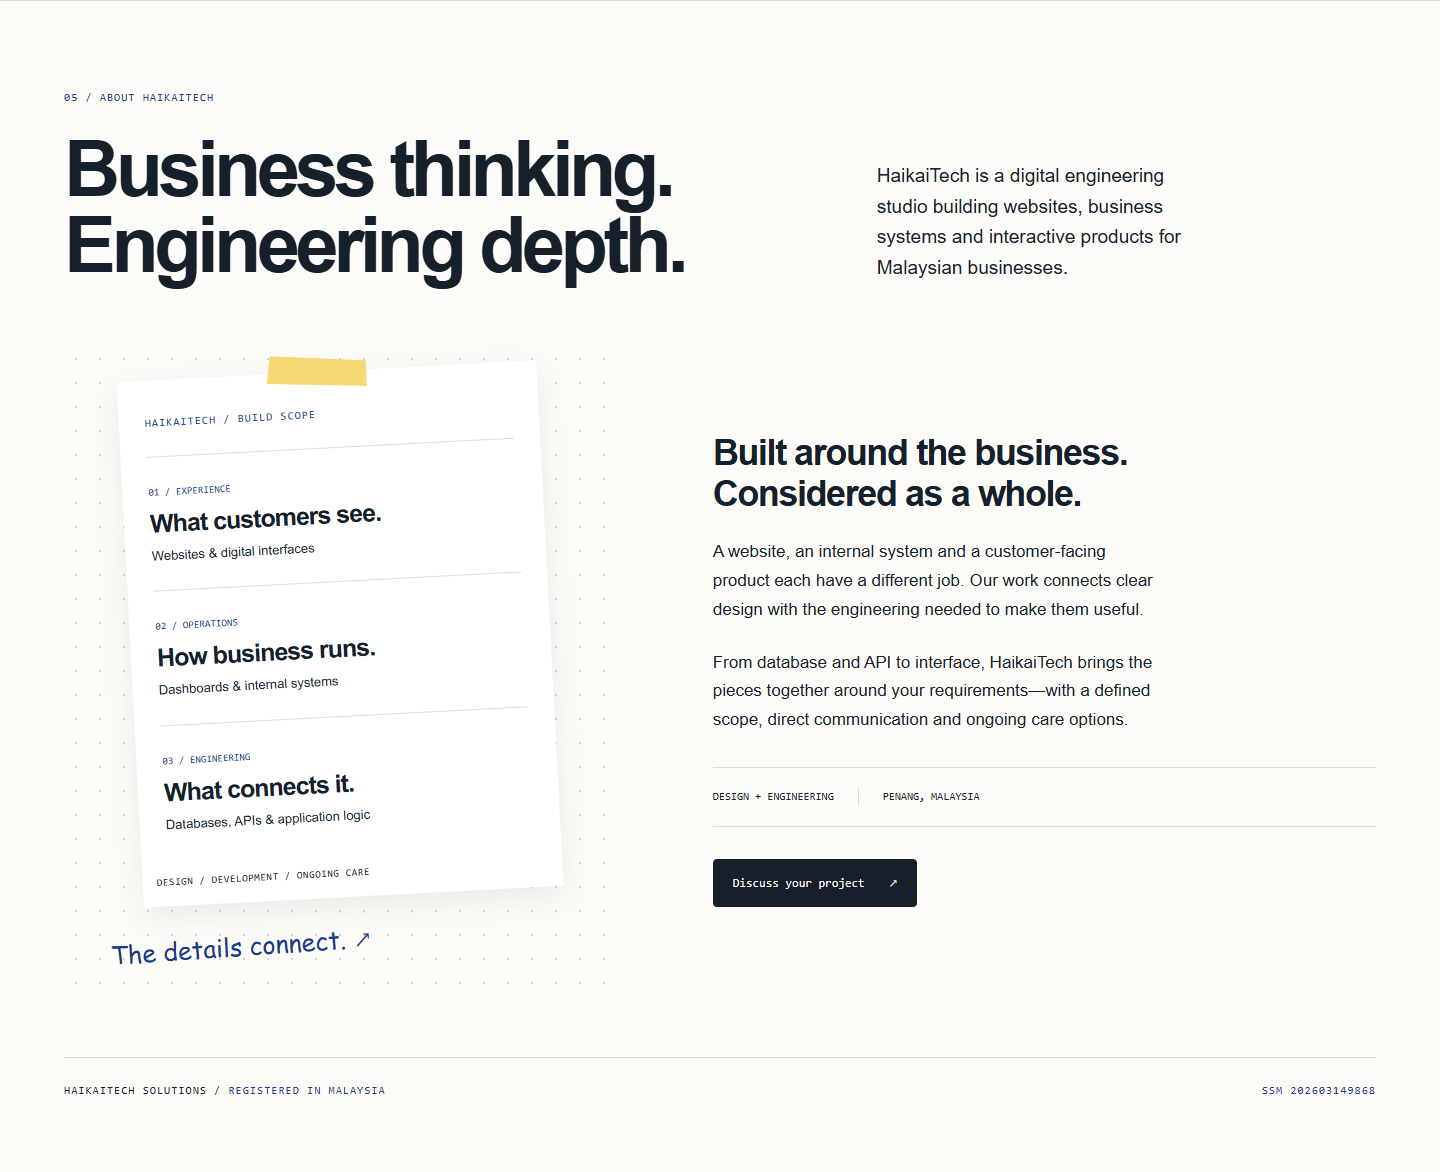 05 / ABOUT HAIKAITECH
Business thinking.
Engineering depth.
HaikaiTech is a digital engineering
studio building websites, business
systems and interactive products for
Malaysian businesses.
HAIKAITECH / BUILD SCOPE
01 / EXPERIENCE
What customers see.
Websites & digital interfaces
02 / OPERATIONS
How business runs.
Dashboards & internal systems
03 / ENGINEERING
What connects it.
Databases, APIs & application logic
DESIGN / DEVELOPMENT / ONGOING CARE
The details connect. ↗
Built around the business.
Considered as a whole.
A website, an internal system and a customer-facing
product each have a different job. Our work connects clear
design with the engineering needed to make them useful.
From database and API to interface, HaikaiTech brings the
pieces together around your requirements—with a defined
scope, direct communication and ongoing care options.
DESIGN + ENGINEERING
PENANG, MALAYSIA
Discuss your project ↗
HAIKAITECH SOLUTIONS / REGISTERED IN MALAYSIA
SSM 202603149868